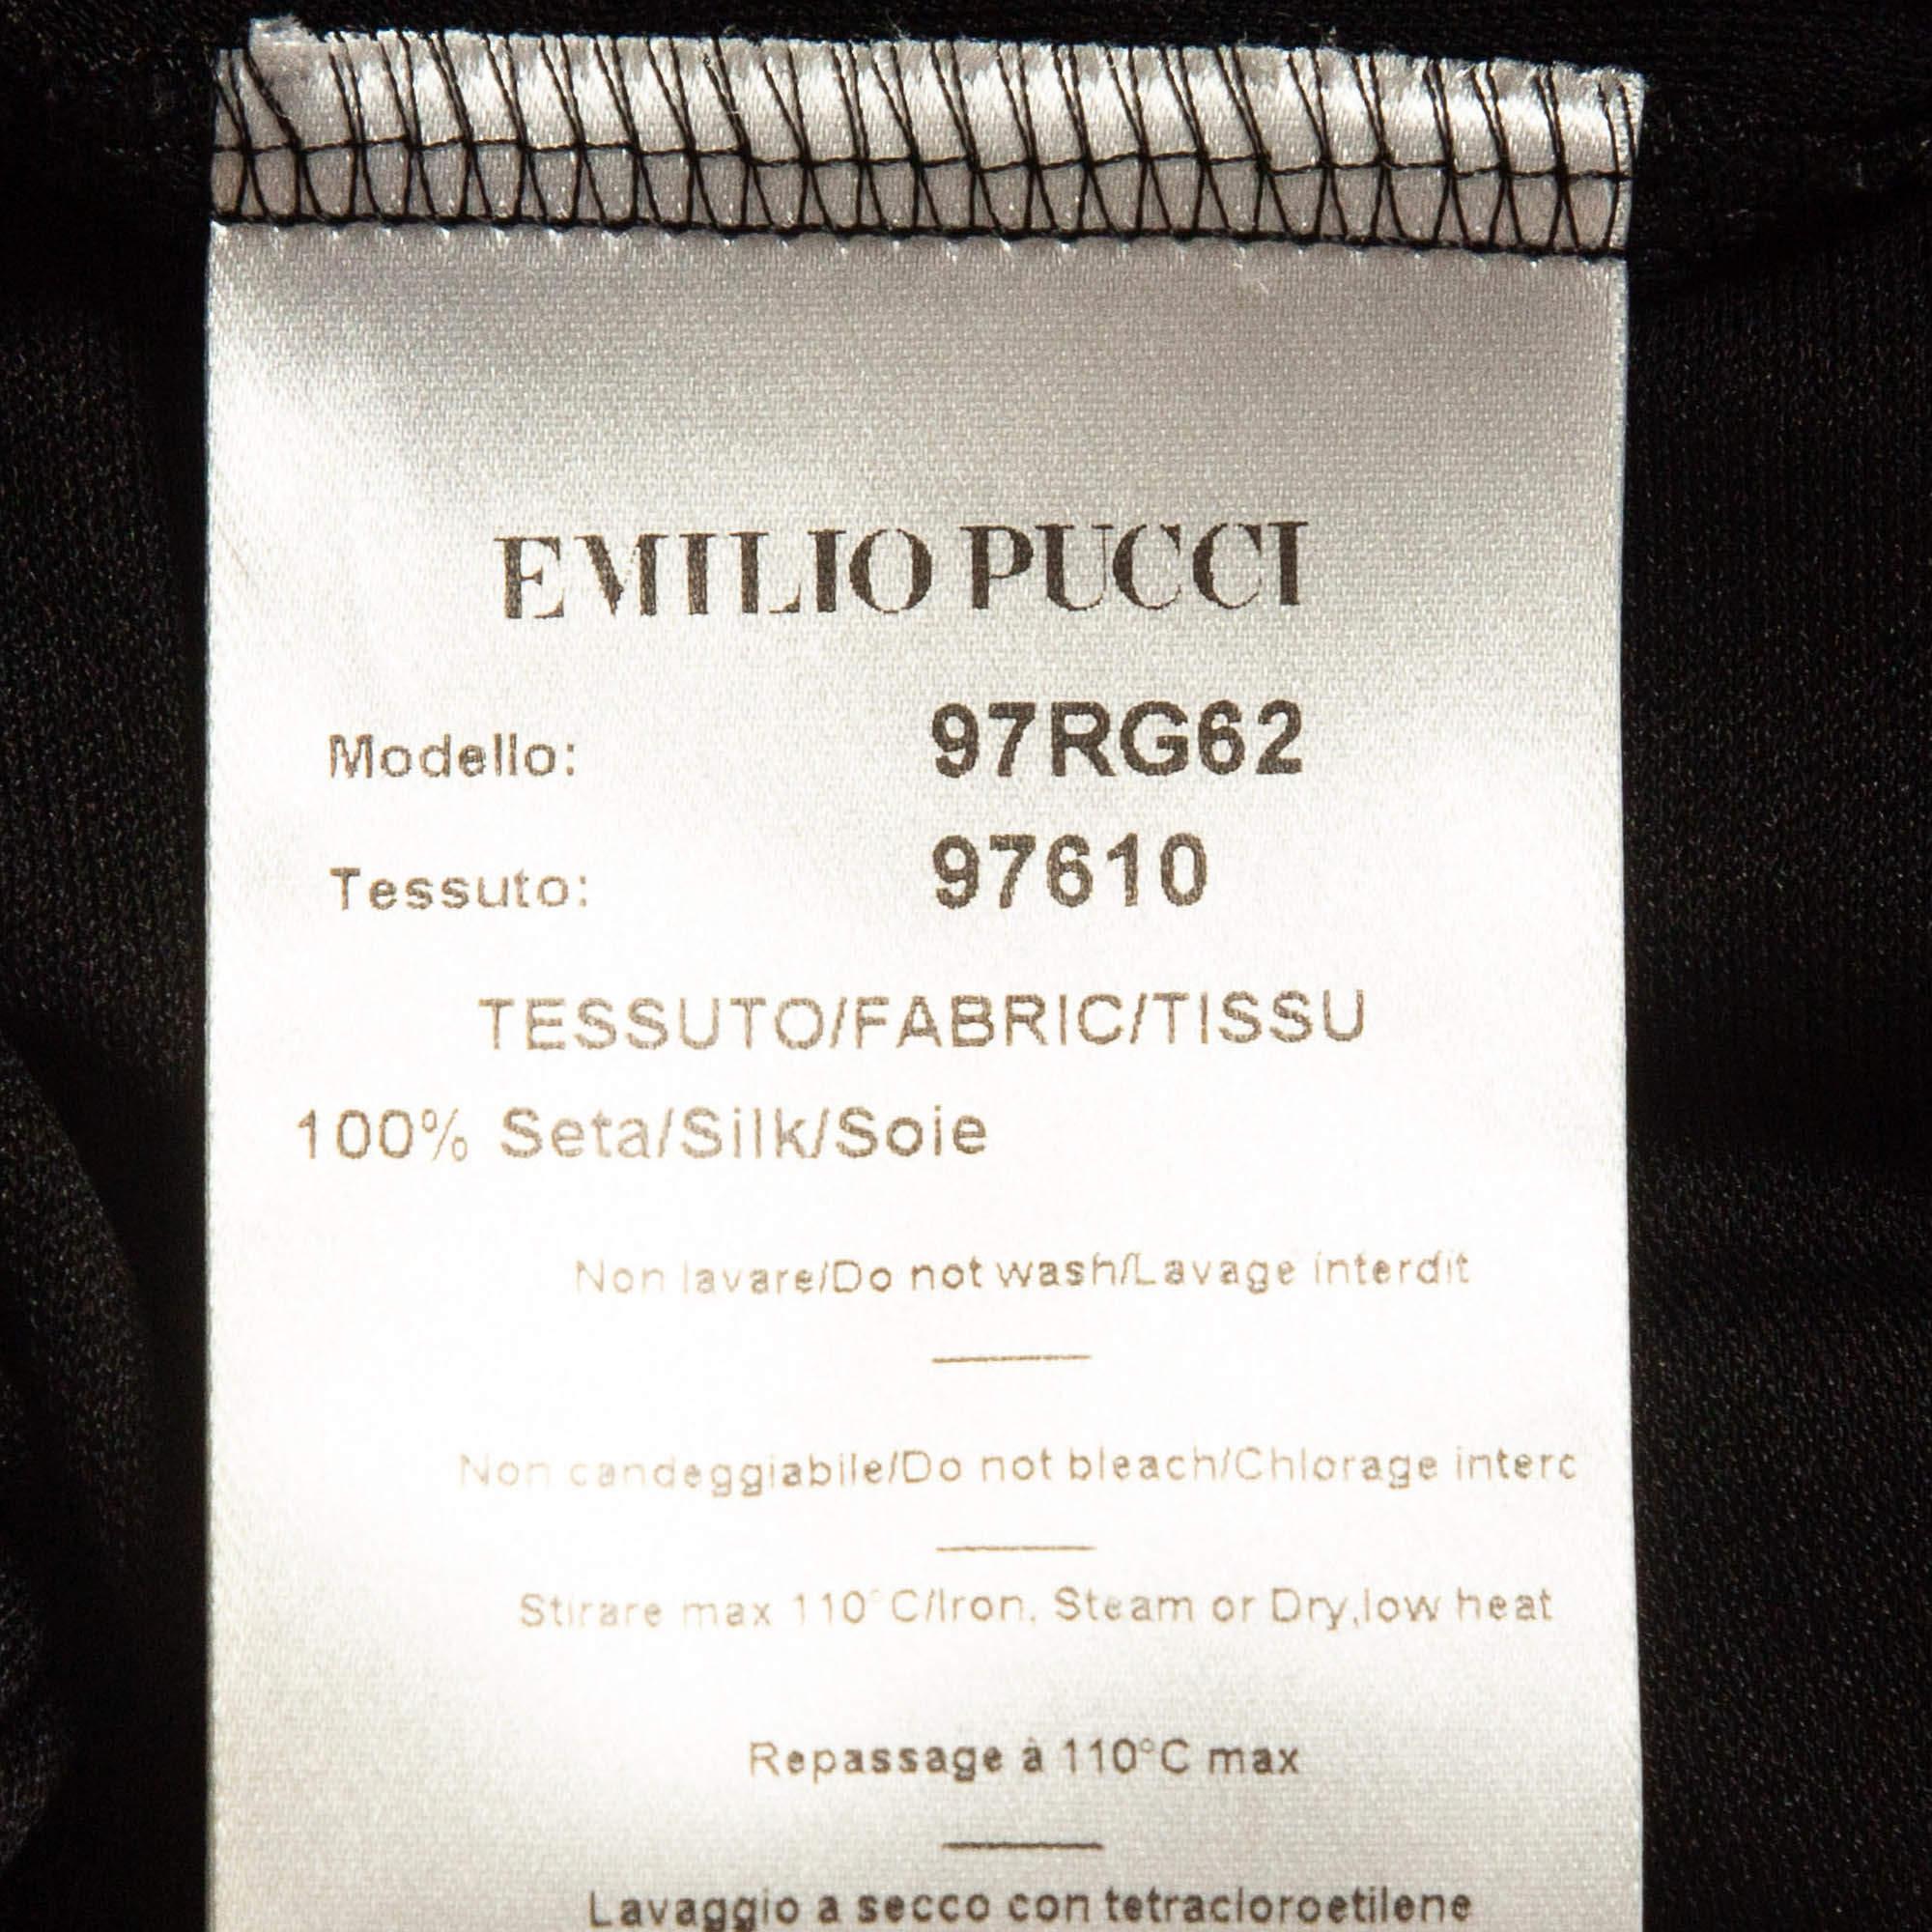 EMILIO PUCCI
Modello: 97RG62
Tessuto: 97610
TESSUTO/FABRIC/TISSU
100% Seta/Silk/Soie
Non lavare/Do not wash/Lavage interdit
Non candeggiabile/Do not bleach/Chlorage interc
Stirare max 110°C/Iron. Steam or Dry,low heat
Repassage à 110°C max
Lavaggio a secco con tetracloroetilene